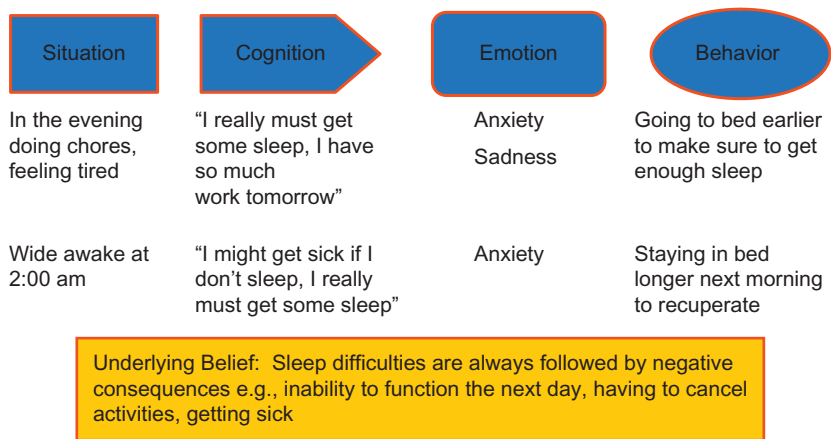 Situation
Cognition
Emotion
Behavior
In the evening
doing chores,
feeling tired
“I really must get
some sleep, I have
so much
work tomorrow”
Anxiety
Sadness
Going to bed earlier
to make sure to get
enough sleep
Wide awake at
2:00 am
“I might get sick if I
don’t sleep, I really
must get some sleep”
Anxiety
Staying in bed
longer next morning
to recuperate
Underlying Belief:  Sleep difficulties are always followed by negative
consequences e.g., inability to function the next day, having to cancel
activities, getting sick